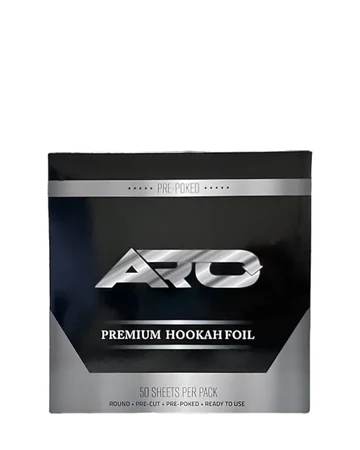 ••••• PRE-POKED •••••
ARO
PREMIUM HOOKAH FOIL
50 SHEETS PER PACK
ROUND • PRE-CUT • PRE-POKED • READY TO USE